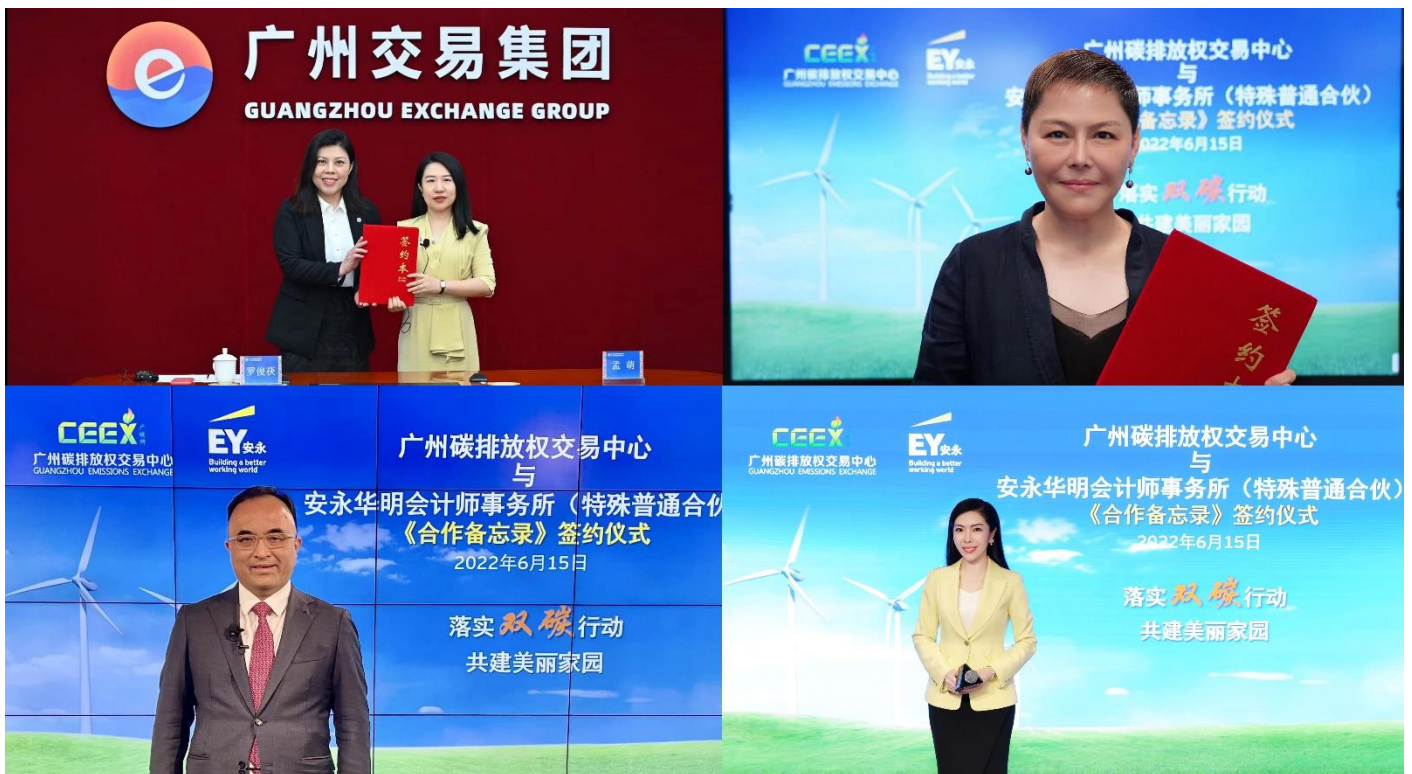 广州交易集团
GUANGZHOU EXCHANGE GROUP
签约本
罗俊茯
孟萌
CEEX
广州碳排放权交易中心
GUANGZHOU EMISSIONS EXCHANGE
EY安永
Building a better
working world
广州碳排放权交易中心
与
安
师事务所（特殊普通合伙）
备忘录》签约仪式
2022年6月15日
落实双碳行动
共建美丽家园
签约
CEEX
广碳所
广州碳排放权交易中心
GUANGZHOU EMISSIONS EXCHANGE
EY安永
Building a better
working world
广州碳排放权交易中心
与
安永华明会计师事务所（特殊普通合伙
《合作备忘录》签约仪式
2022年6月15日
落实双碳行动
共建美丽家园
CEEX
广州碳排放权交易中心
GUANGZHOU EMISSIONS EXCHANGE
EY安永
Building a better
working world
广州碳排放权交易中心
与
安永华明会计师事务所（特殊普通合伙）
《合作备忘录》签约仪式
2022年6月15日
落实双碳行动
共建美丽家园